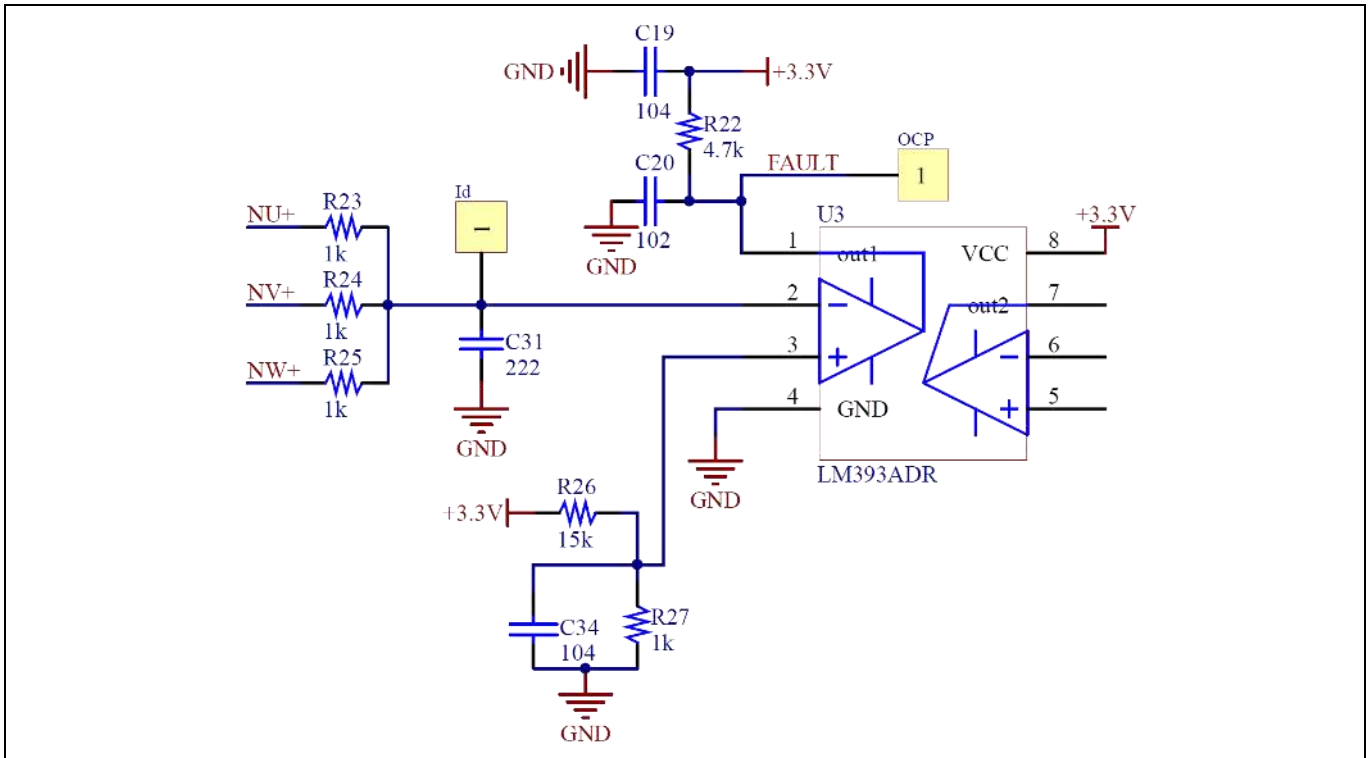 C19
GND
+3.3V
104
R22
4.7k
OCP
C20
FAULT
1
102
GND
Id
1
NU+
R23
1k
NV+
R24
1k
NW+
R25
1k
C31
222
GND
U3
+3.3V
1
out1
VCC
8
2
−
out2
7
3
+
−
6
4
GND
+
5
GND
LM393ADR
R26
+3.3V
15k
R27
1k
C34
104
GND